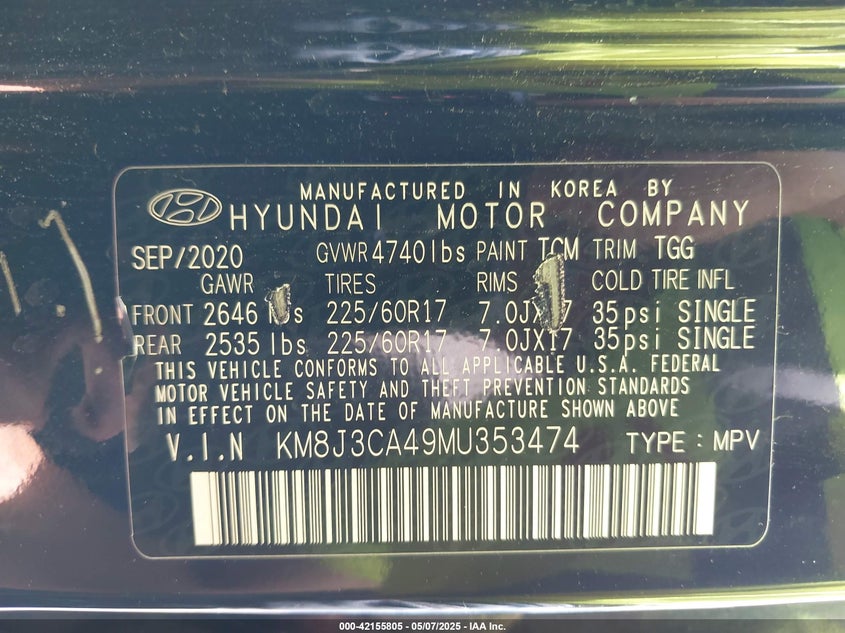 MANUFACTURED IN KOREA BY
HYUNDAI MOTOR COMPANY
SEP/2020 GVWR 4740lbs PAINT TCM TRIM TGG
GAWR TIRES RIMS COLD TIRE INFL
FRONT 2646 lbs 225/60R17 7.0JX17 35psi SINGLE
REAR 2535 lbs 225/60R17 7.0JX17 35psi SINGLE
THIS VEHICLE CONFORMS TO ALL APPLICABLE U.S.A. FEDERAL
MOTOR VEHICLE SAFETY AND THEFT PREVENTION STANDARDS
IN EFFECT ON THE DATE OF MANUFACTURE SHOWN ABOVE
V.I.N KM8J3CA49MU353474 TYPE : MPV
000-42155805 - 05/07/2025 - IAA Inc.